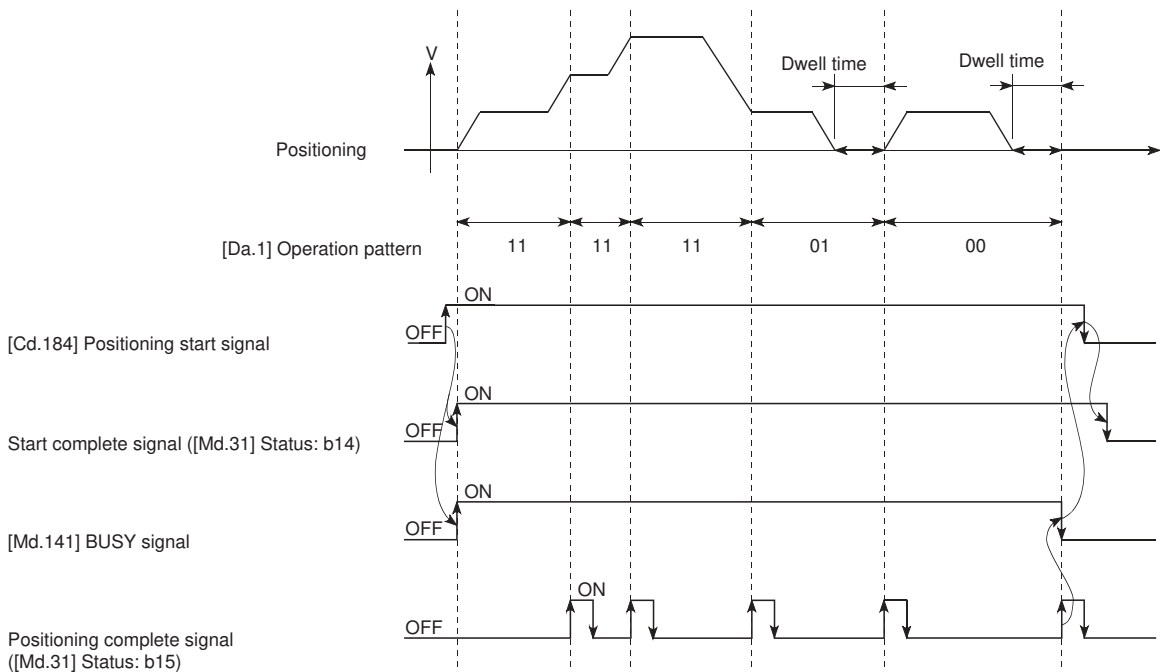 V
Dwell time
Dwell time
Positioning
[Da.1] Operation pattern
11
11
11
01
00
ON
OFF
[Cd.184] Positioning start signal
ON
OFF
Start complete signal ([Md.31] Status: b14)
ON
OFF
[Md.141] BUSY signal
ON
OFF
Positioning complete signal
([Md.31] Status: b15)